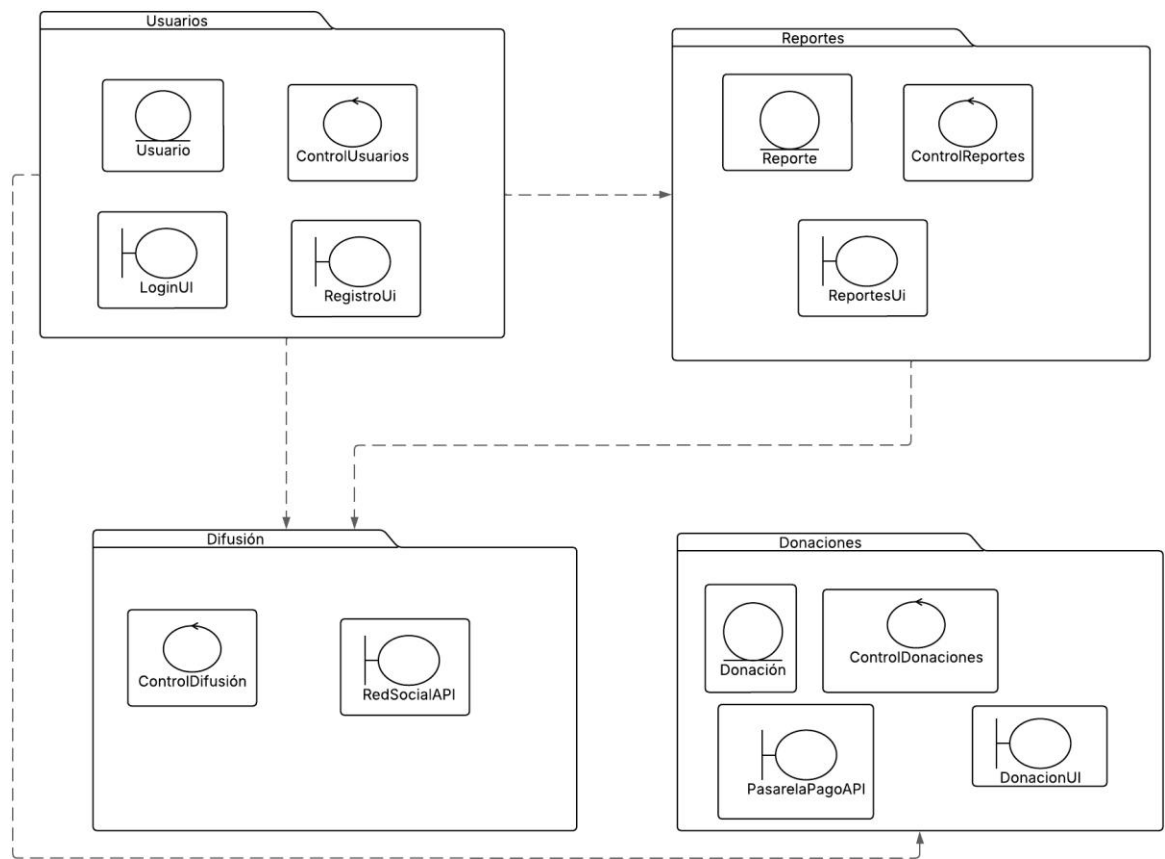 Usuarios
Usuario
ControlUsuarios
LoginUI
RegistroUi
Reportes
Reporte
ControlReportes
ReportesUi
Difusión
ControlDifusión
RedSocialAPI
Donaciones
Donación
ControlDonaciones
PasarelaPagoAPI
DonacionUI